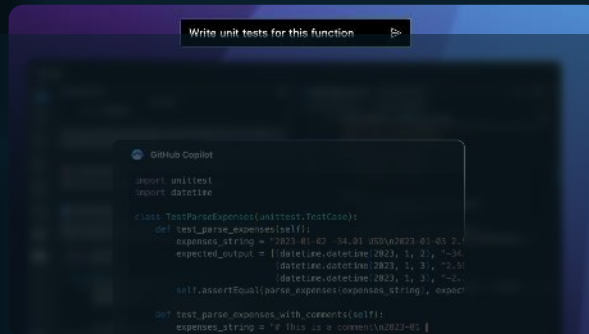 Write unit tests for this function
GitHub Copilot
import unittest
import datetime
class TestParseExpenses(unittest.TestCase):
def test_parse_expenses(self):
expenses_string = "2023-01-02 -34.01 USD\n2023-01-03 2.5
expected_output = [(datetime.datetime(2023, 1, 2), "-34.
(datetime.datetime(2023, 1, 3), "2.5
(datetime.datetime(2023, 1, 3), "-2.
self.assertEqual(parse_expenses(expenses_string), expect
def test_parse_expenses_with_comments(self):
expenses_string = "# This is a comment\n2023-01